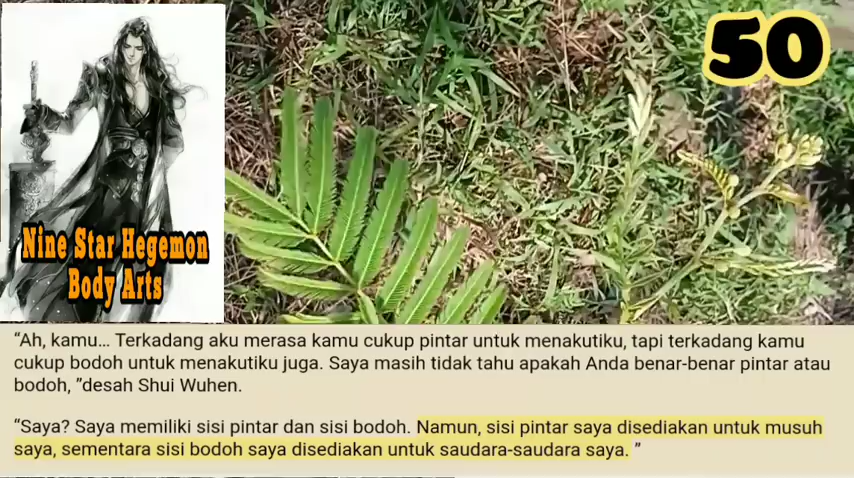 50
Nine Star Hegemon
Body Arts
“Ah, kamu... Terkadang aku merasa kamu cukup pintar untuk menakutiku, tapi terkadang kamu
cukup bodoh untuk menakutiku juga. Saya masih tidak tahu apakah Anda benar-benar pintar atau
bodoh, ”desah Shui Wuhen.
“Saya? Saya memiliki sisi pintar dan sisi bodoh. Namun, sisi pintar saya disediakan untuk musuh
saya, sementara sisi bodoh saya disediakan untuk saudara-saudara saya. ”